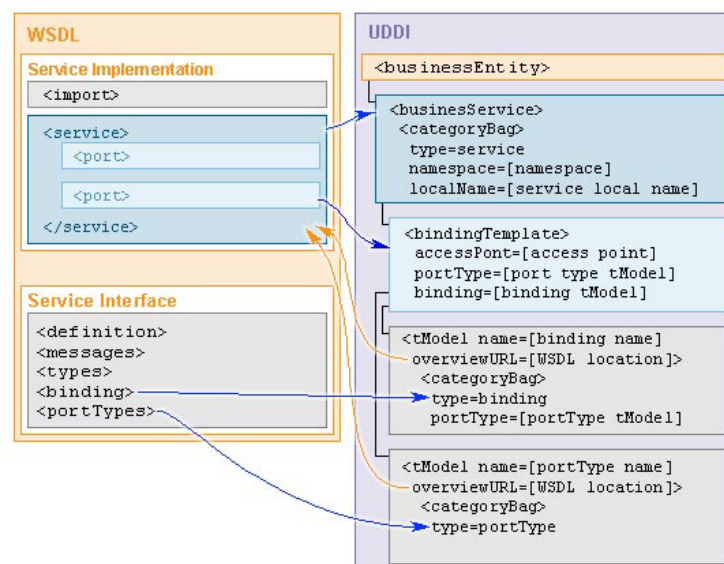 WSDL
Service Implementation
<import>
<service>
<port>
<port>
</service>
Service Interface
<definition>
<messages>
<types>
<binding>
<portTypes>
UDDI
<businessEntity>
<businesService>
<categoryBag>
type=service
namespace=[namespace]
localName=[service local name]
<bindingTemplate>
accessPont=[access point]
portType=[port type tModel]
binding=[binding tModel]
<tModel name=[binding name]
overviewURL=[WSDL location]>
<categoryBag>
type=binding
portType=[portType tModel]
<tModel name=[portType name]
overviewURL=[WSDL location]>
<categoryBag>
type=portType